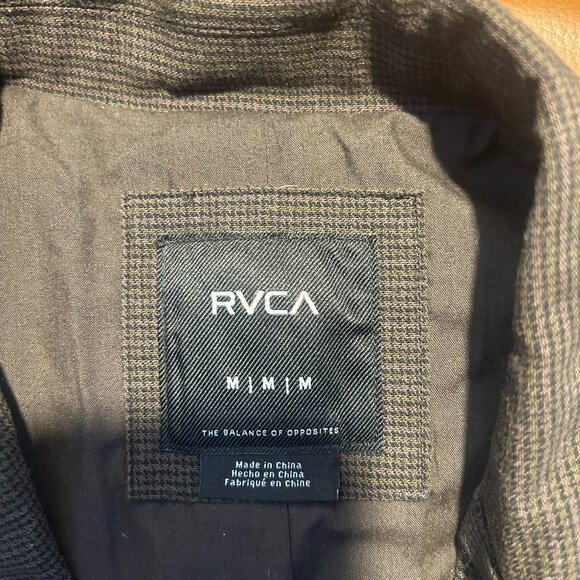 RVCA
M | M | M
THE BALANCE OF OPPOSITES
Made in China
Hecho en China
Fabriqué en Chine